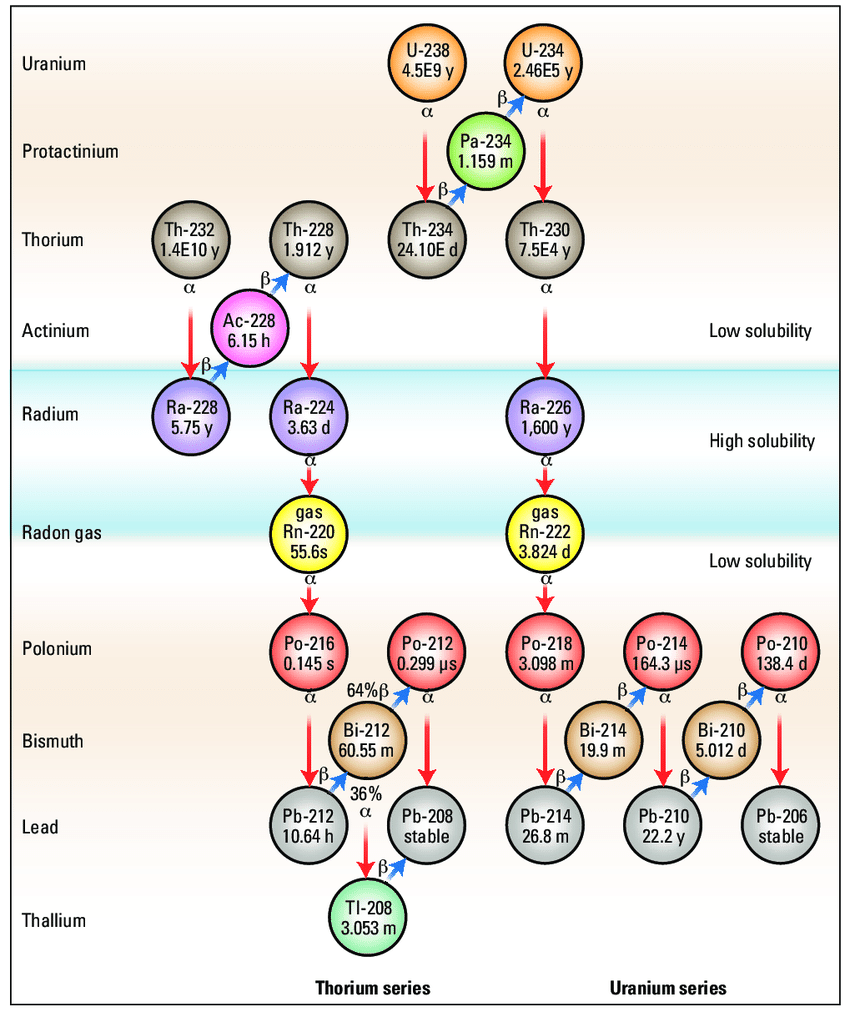 Uranium
U-238
4.5E9 y
U-234
2.46E5 y
α
β
α
Protactinium
Pa-234
1.159 m
β
Thorium
Th-232
1.4E10 y
Th-228
1.912 y
Th-234
24.10E d
Th-230
7.5E4 y
α
β
α
α
Actinium
Ac-228
6.15 h
Low solubility
β
Radium
Ra-228
5.75 y
Ra-224
3.63 d
Ra-226
1,600 y
High solubility
α
α
Radon gas
gas
Rn-220
55.6s
gas
Rn-222
3.824 d
Low solubility
α
α
Polonium
Po-216
0.145 s
Po-212
0.299 µs
Po-218
3.098 m
Po-214
164.3 µs
Po-210
138.4 d
α
64%β
α
α
β
α
β
α
Bismuth
Bi-212
60.55 m
Bi-214
19.9 m
Bi-210
5.012 d
β
36%
α
β
β
Lead
Pb-212
10.64 h
Pb-208
stable
Pb-214
26.8 m
Pb-210
22.2 y
Pb-206
stable
β
Thallium
Tl-208
3.053 m
Thorium series
Uranium series